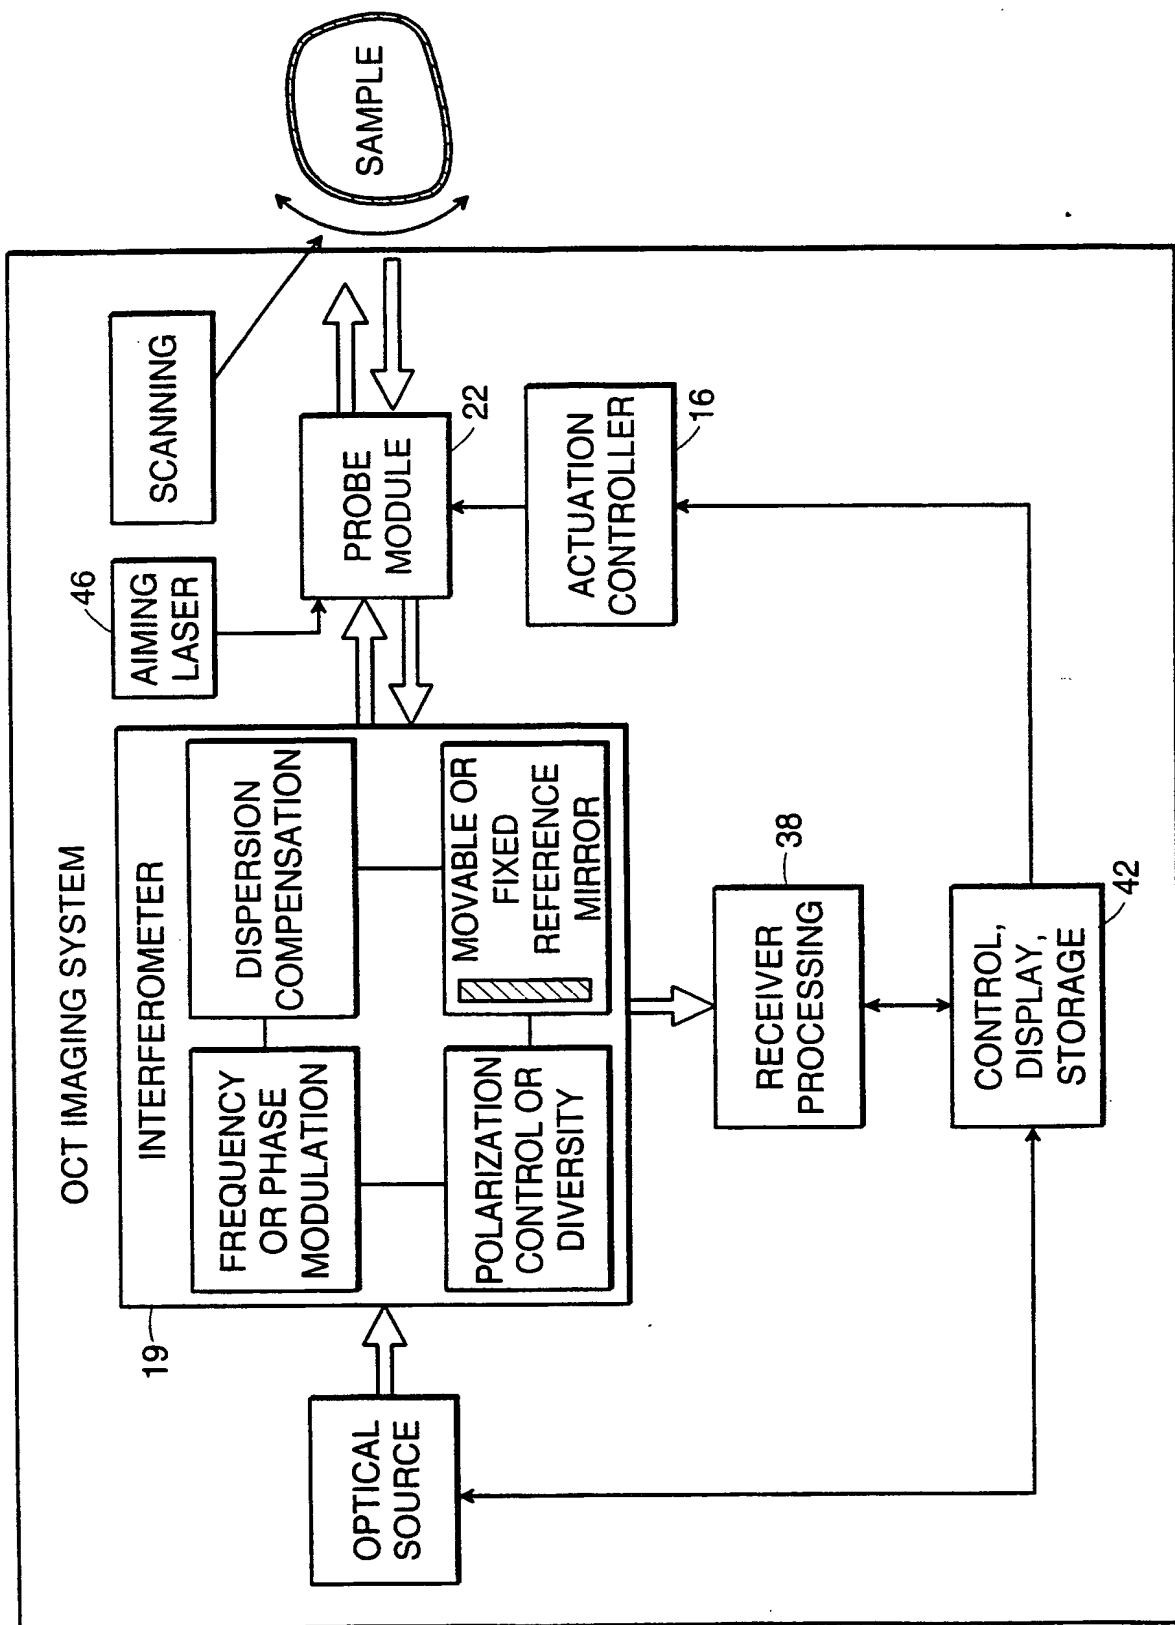 OCT IMAGING SYSTEM
19
INTERFEROMETER
FREQUENCY
OR PHASE
MODULATION
DISPERSION
COMPENSATION
POLARIZATION
CONTROL OR
DIVERSITY
MOVABLE OR
FIXED
REFERENCE
MIRROR
OPTICAL
SOURCE
46
AIMING
LASER
SCANNING
PROBE
MODULE
22
SAMPLE
ACTUATION
CONTROLLER
16
RECEIVER
PROCESSING
38
CONTROL,
DISPLAY,
STORAGE
42